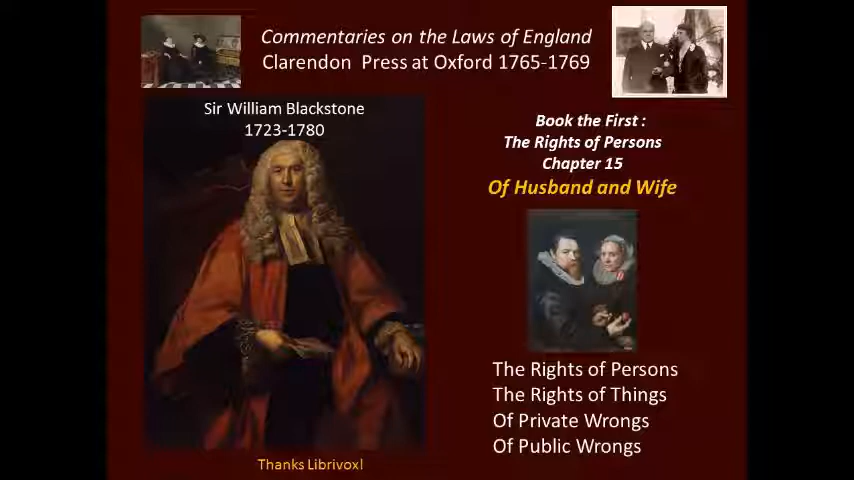 Commentaries on the Laws of England
Clarendon Press at Oxford 1765-1769
Sir William Blackstone
1723-1780
Book the First :
The Rights of Persons
Chapter 15
Of Husband and Wife
The Rights of Persons
The Rights of Things
Of Private Wrongs
Of Public Wrongs
Thanks Librivox!